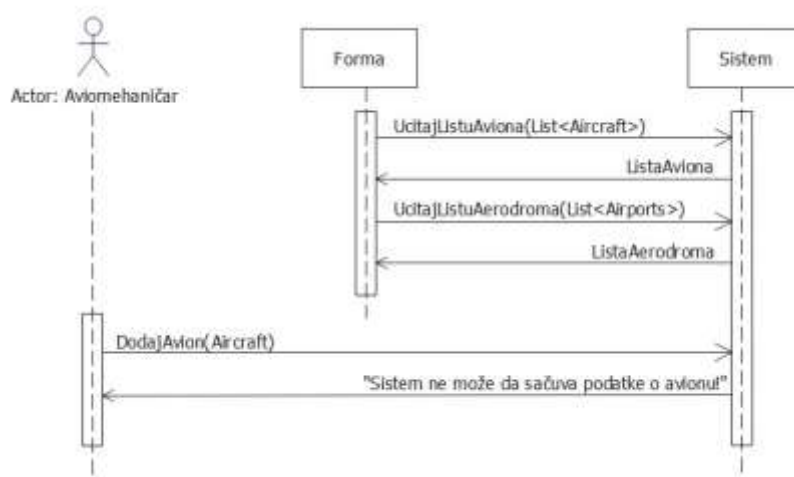 Forma
Sistem
Actor: Aviomehaničar
UcitajListuAviona(List<Aircraft>)
ListaAviona
UcitajListuAerodroma(List<Airports>)
ListaAerodroma
DodajAvion(Aircraft)
"Sistem ne može da sačuva podatke o avionu!"